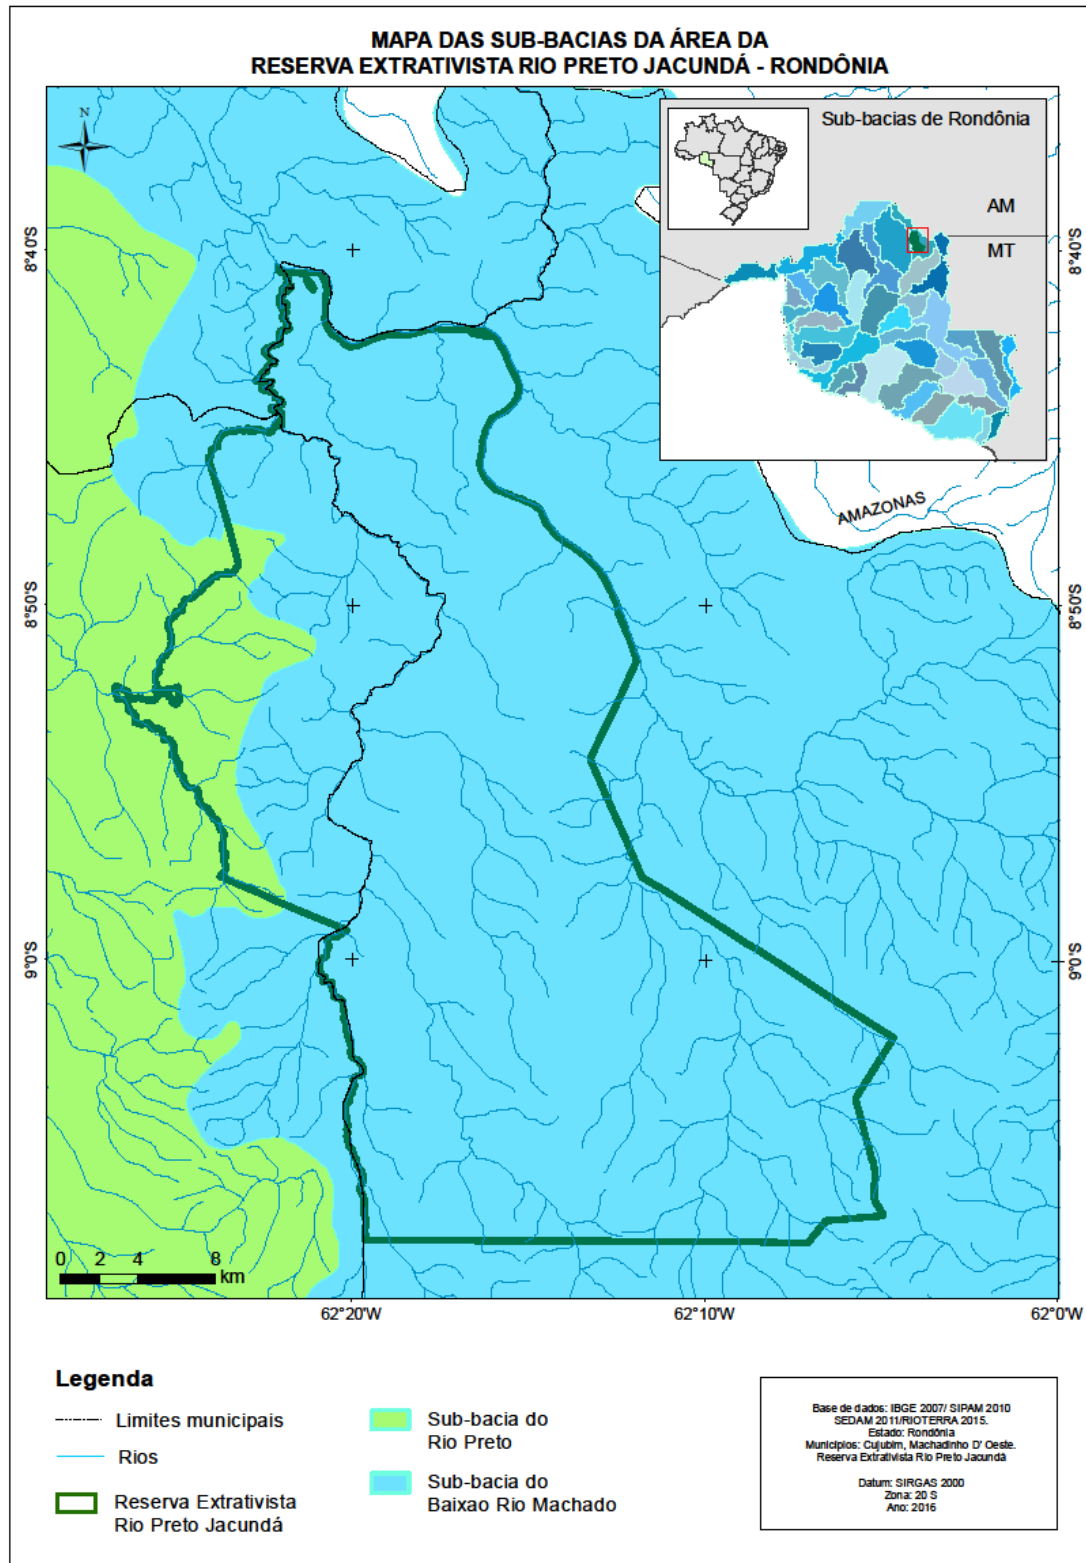 MAPA DAS SUB-BACIAS DA ÁREA DA
RESERVA EXTRATIVISTA RIO PRETO JACUNDÁ - RONDÔNIA
N
Sub-bacias de Rondônia
AM
MT
8°40'S
8°40'S
AMAZONAS
8°50'S
8°50'S
9°0'S
9°0'S
0 2 4 8
km
62°20'W
62°10'W
62°0'W
Legenda
Limites municipais
Rios
Reserva Extrativista
Rio Preto Jacundá
Sub-bacia do
Rio Preto
Sub-bacia do
Baixao Rio Machado
Base de dados: IBGE 2007/ SIPAM 2010
SEDAM 2011/RIOTERRA 2015.
Estado: Rondônia
Municípios: Cujubim, Machadinho D' Oeste.
Reserva Extrativista Rio Preto Jacundá
Datum: SIRGAS 2000
Zona: 20 S
Ano: 2016